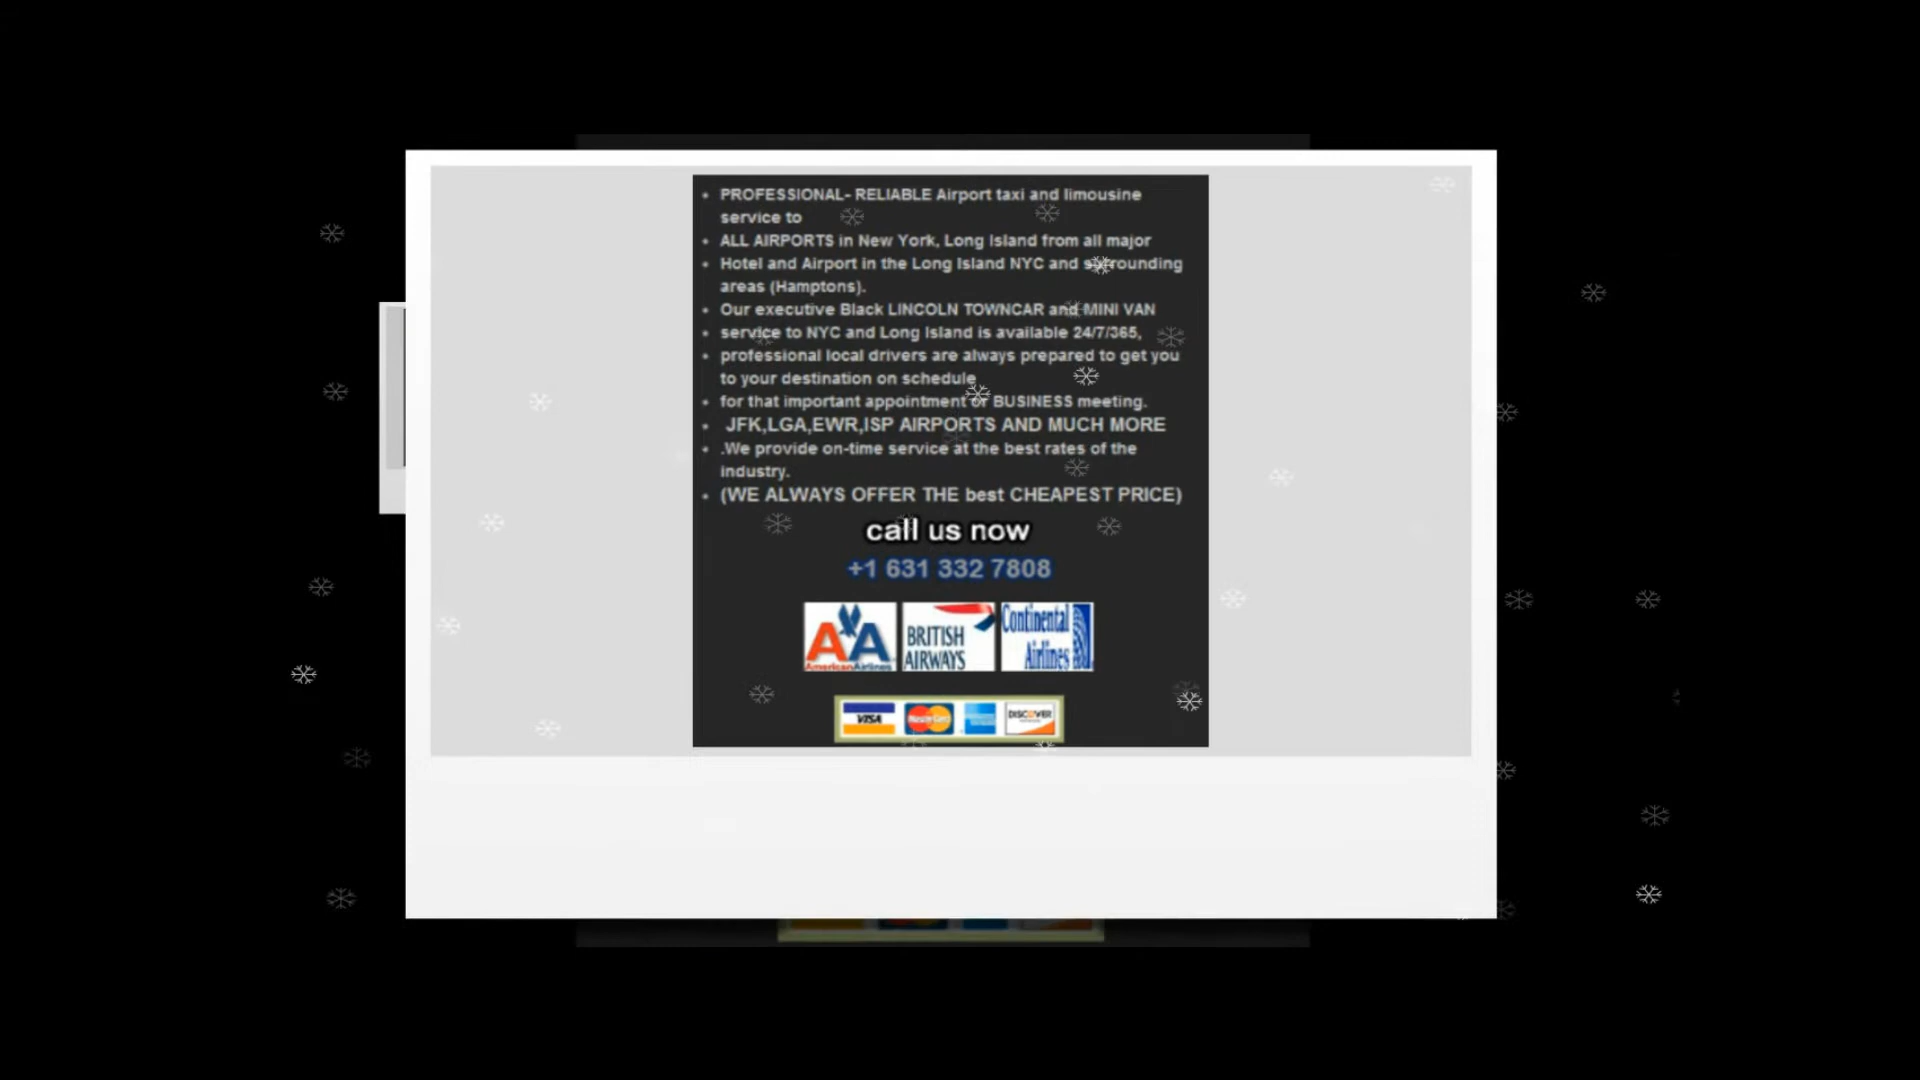 PROFESSIONAL- RELIABLE Airport taxi and limousine
service to
ALL AIRPORTS in New York, Long Island from all major
Hotel and Airport in the Long Island NYC and surrounding
areas (Hamptons).
Our executive Black LINCOLN TOWNCAR and MINI VAN
service to NYC and Long Island is available 24/7/365,
professional local drivers are always prepared to get you
to your destination on schedule
for that important appointment or BUSINESS meeting.
JFK,LGA,EWR,ISP AIRPORTS AND MUCH MORE
.We provide on-time service at the best rates of the
industry.
(WE ALWAYS OFFER THE best CHEAPEST PRICE)
call us now
+1 631 332 7808
AA BRITISH Continental
AmericanAirlines AIRWAYS Airlines
VISA MasterCard DISCOVER